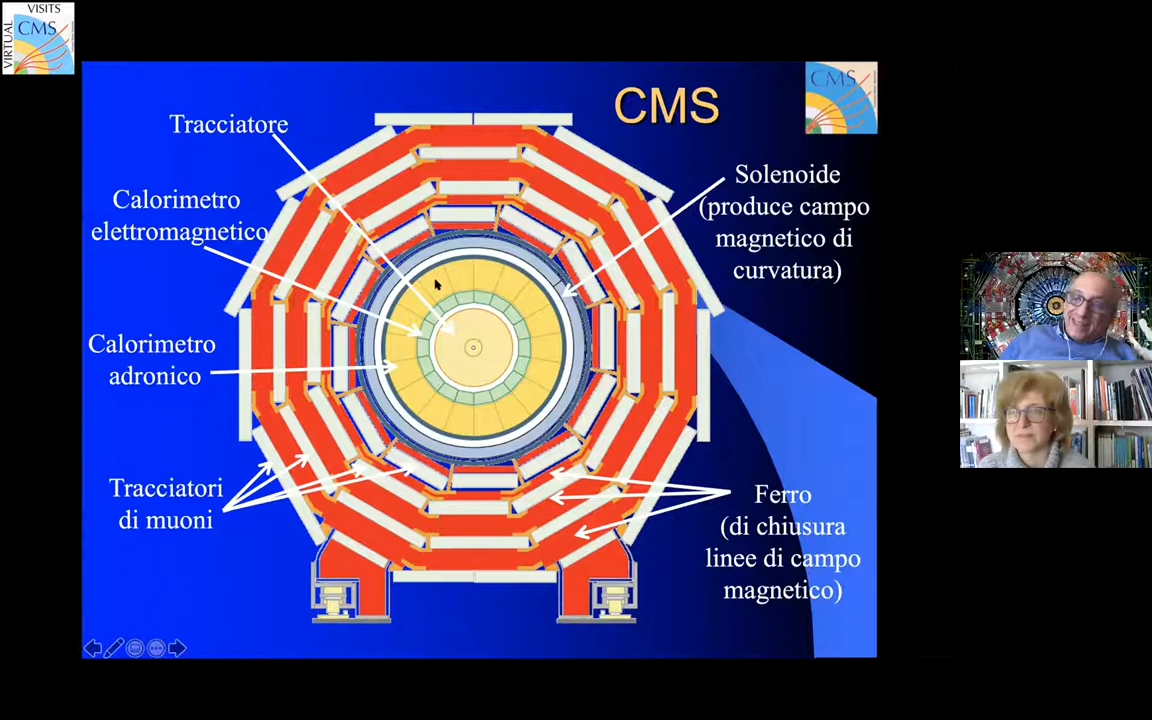 VISITS
VIRTUAL
CMS
CMS
CMS
Tracciatore
Calorimetro
elettromagnetico
Calorimetro
adronico
Tracciatori
di muoni
Solenoide
(produce campo
magnetico di
curvatura)
Ferro
(di chiusura
linee di campo
magnetico)